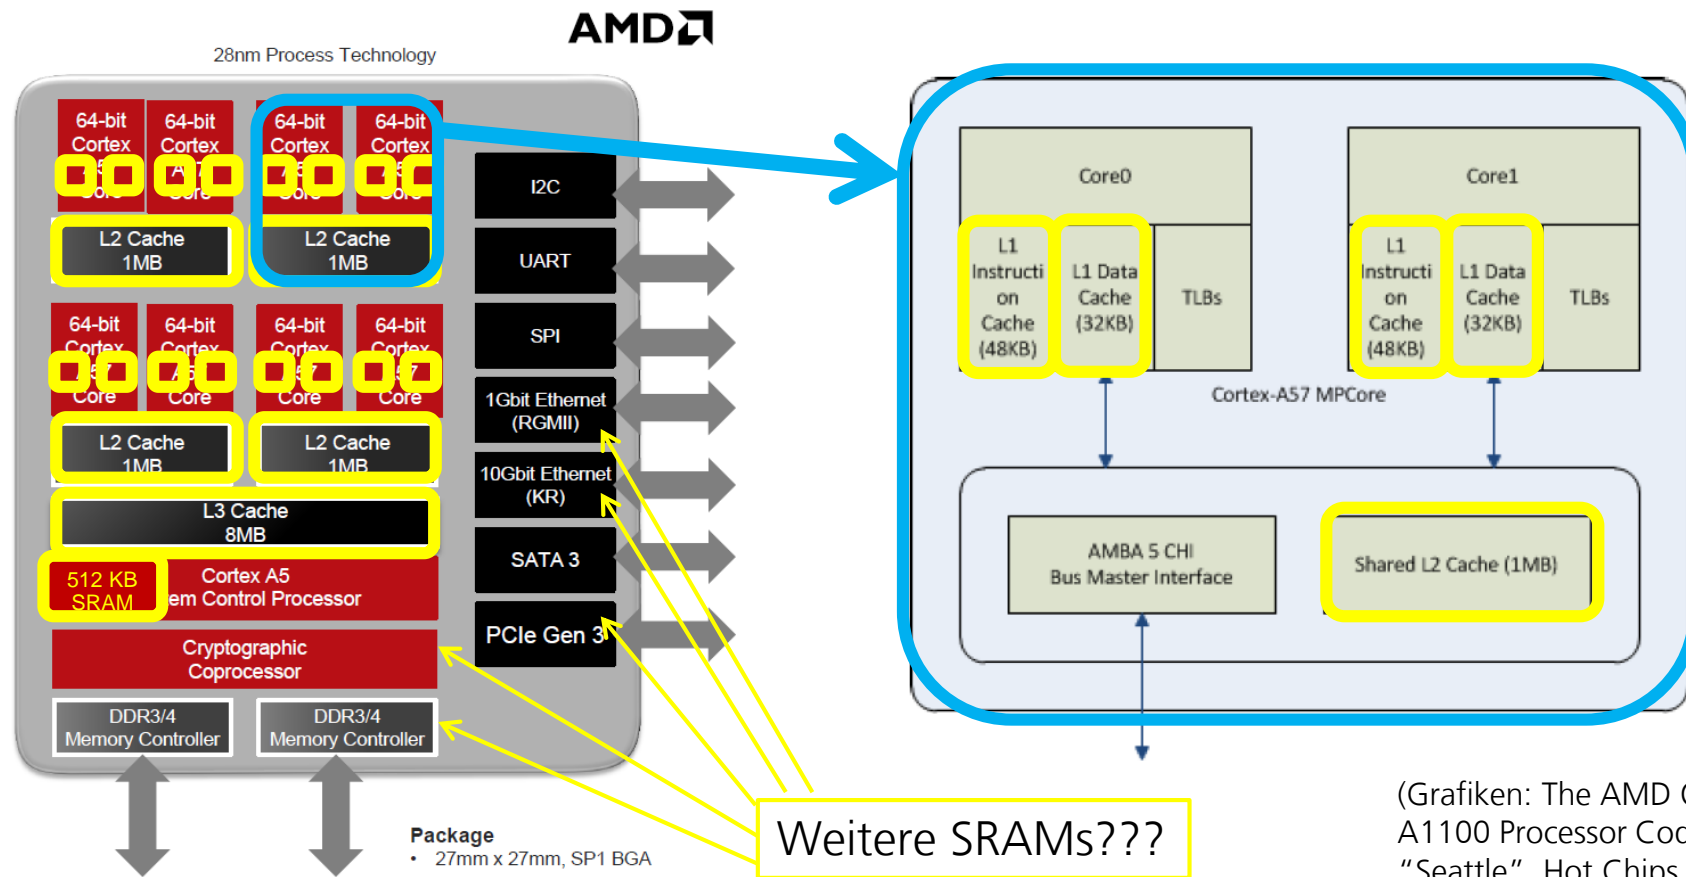 AMD
28nm Process Technology
64-bit
Cortex
Core
64-bit
Cortex
Core
64-bit
Cortex
Core
64-bit
Cortex
Core
L2 Cache
1MB
L2 Cache
1MB
64-bit
Cortex
A57
Core
64-bit
Cortex
Core
64-bit
Cortex
Core
64-bit
Cortex
Core
L2 Cache
1MB
L2 Cache
1MB
L3 Cache
8MB
512 KB
SRAM
Cortex A5
em Control Processor
Cryptographic
Coprocessor
DDR3/4
Memory Controller
DDR3/4
Memory Controller
I2C
UART
SPI
1Gbit Ethernet
(RGMII)
10Gbit Ethernet
(KR)
SATA 3
PCIe Gen 3
Package
• 27mm x 27mm, SP1 BGA
Core0
L1
Instructi
on
Cache
(48KB)
L1 Data
Cache
(32KB)
TLBs
Core1
L1
Instructi
on
Cache
(48KB)
L1 Data
Cache
(32KB)
TLBs
Cortex-A57 MPCore
AMBA 5 CHI
Bus Master Interface
Shared L2 Cache (1MB)
Weitere SRAMs???
(Grafiken: The AMD
A1100 Processor
"Seattle", Hot Chips